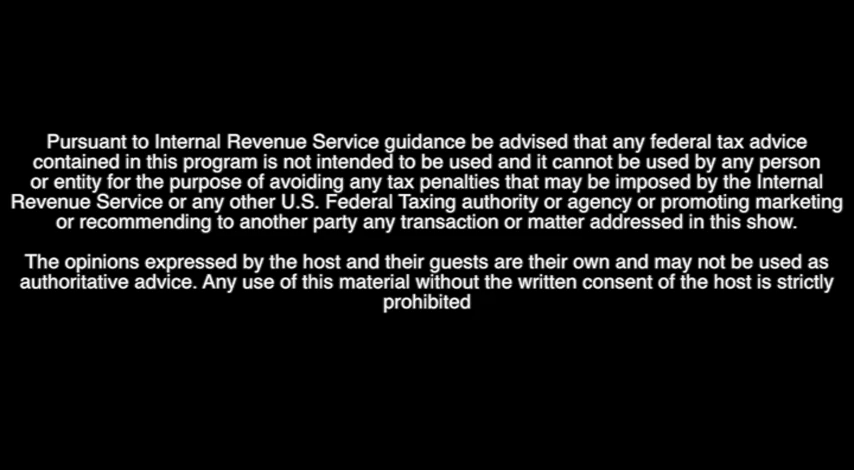 Pursuant to Internal Revenue Service guidance be advised that any federal tax advice
contained in this program is not intended to be used and it cannot be used by any person
or entity for the purpose of avoiding any tax penalties that may be imposed by the Internal
Revenue Service or any other U.S. Federal Taxing authority or agency or promoting marketing
or recommending to another party any transaction or matter addressed in this show.
The opinions expressed by the host and their guests are their own and may not be used as
authoritative advice. Any use of this material without the written consent of the host is strictly
prohibited